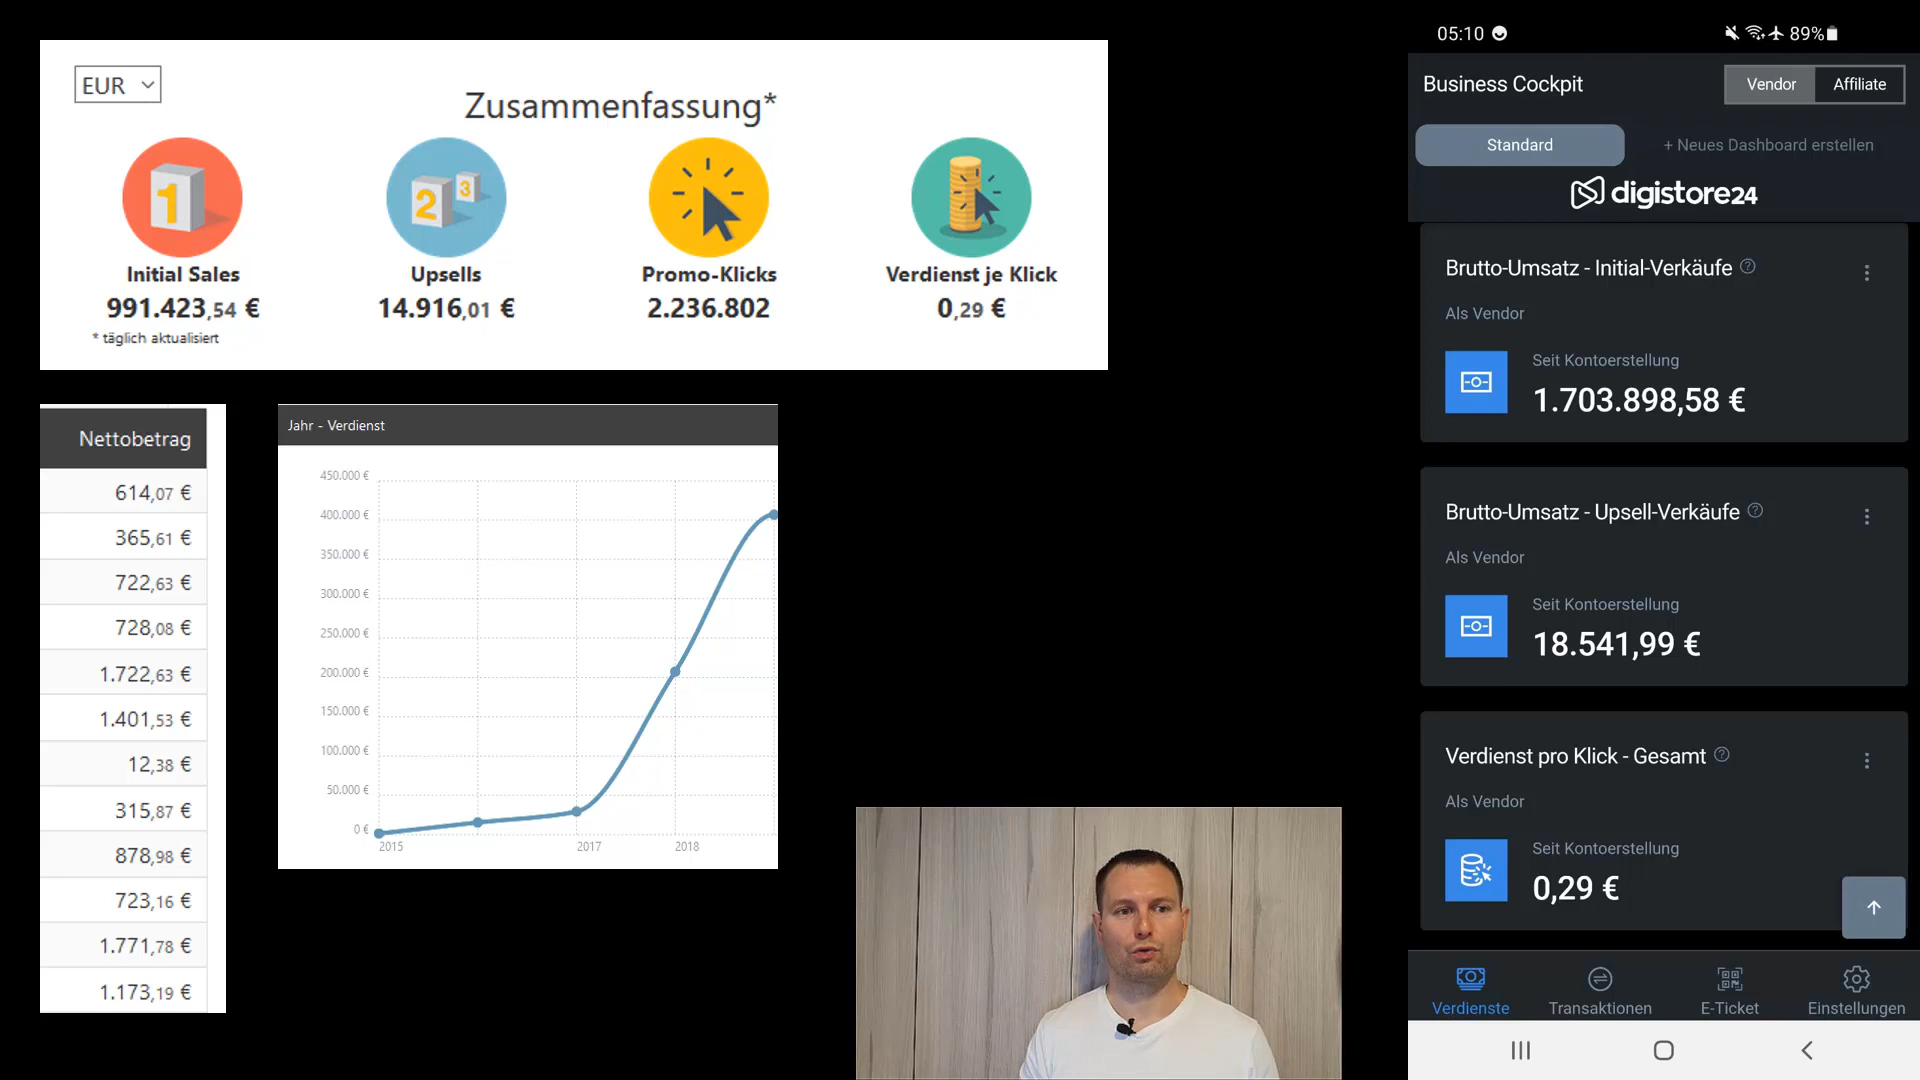 EUR
Zusammenfassung*
Initial Sales
991.423,54 €
* täglich aktualisiert
Upsells
14.916,01 €
Promo-Klicks
2.236.802
Verdienst je Klick
0,29 €
Nettobetrag
614,07 €
365,61 €
722,63 €
728,08 €
1.722,63 €
1.401,53 €
12,38 €
315,87 €
878,98 €
723,16 €
1.771,78 €
1.173,19 €
Jahr - Verdienst
450.000 €
400.000 €
350.000 €
300.000 €
250.000 €
200.000 €
150.000 €
100.000 €
50.000 €
0 €
2015 2017 2018
05:10 89%
Business Cockpit
Vendor Affiliate
Standard + Neues Dashboard erstellen
digistore24
Brutto-Umsatz - Initial-Verkäufe
Als Vendor
Seit Kontoerstellung
1.703.898,58 €
Brutto-Umsatz - Upsell-Verkäufe
Als Vendor
Seit Kontoerstellung
18.541,99 €
Verdienst pro Klick - Gesamt
Als Vendor
Seit Kontoerstellung
0,29 €
Verdienste Transaktionen E-Ticket Einstellungen